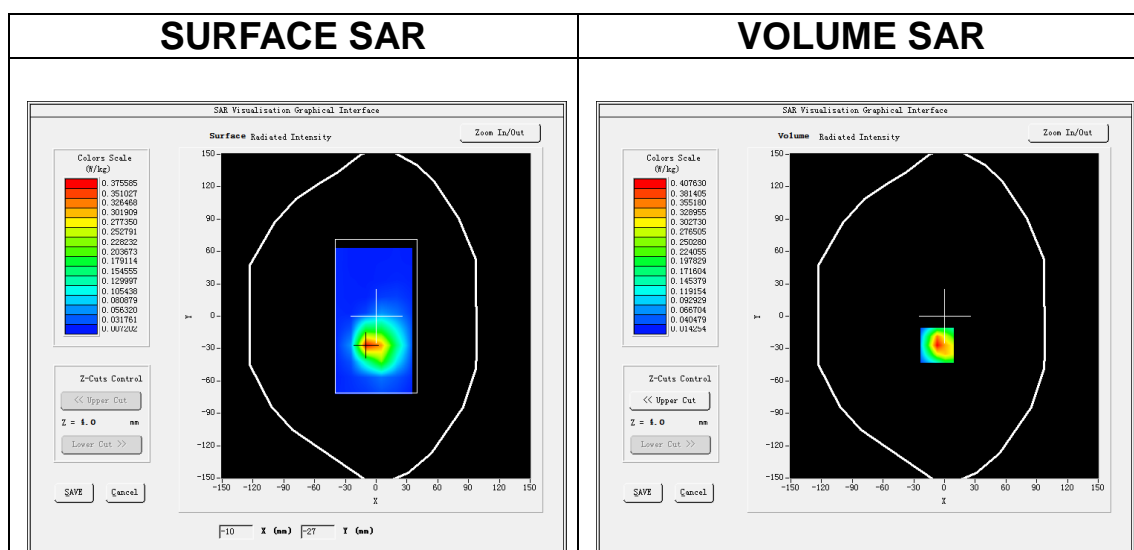 SURFACE SAR
VOLUME SAR
SAR Visualisation Graphical Interface
Surface Radiated Intensity
Zoom In/Out
Colors Scale
(W/kg)
0.375585
0.351027
0.326468
0.301909
0.277350
0.252791
0.228232
0.203673
0.179114
0.154555
0.129997
0.105438
0.080879
0.056320
0.031761
0.007202
150
120
90
60
30
0
-30
-60
-90
-120
-150
Y
-150 -120 -90 -60 -30 0 30 60 90 120 150
X
Z-Cuts Control
<< Upper Cut
Z = 4.0 mm
Lower Cut >>
SAVE Cancel
-10 X (mm) -27 Y (mm)
SAR Visualisation Graphical Interface
Volume Radiated Intensity
Zoom In/Out
Colors Scale
(W/kg)
0.407630
0.381405
0.355180
0.328955
0.302730
0.276505
0.250280
0.224055
0.197829
0.171604
0.145379
0.119154
0.092929
0.066704
0.040479
0.014254
150
120
90
60
30
0
-30
-60
-90
-120
-150
Y
-150 -120 -90 -60 -30 0 30 60 90 120 150
X
Z-Cuts Control
<< Upper Cut
Z = 4.0 mm
Lower Cut >>
SAVE Cancel